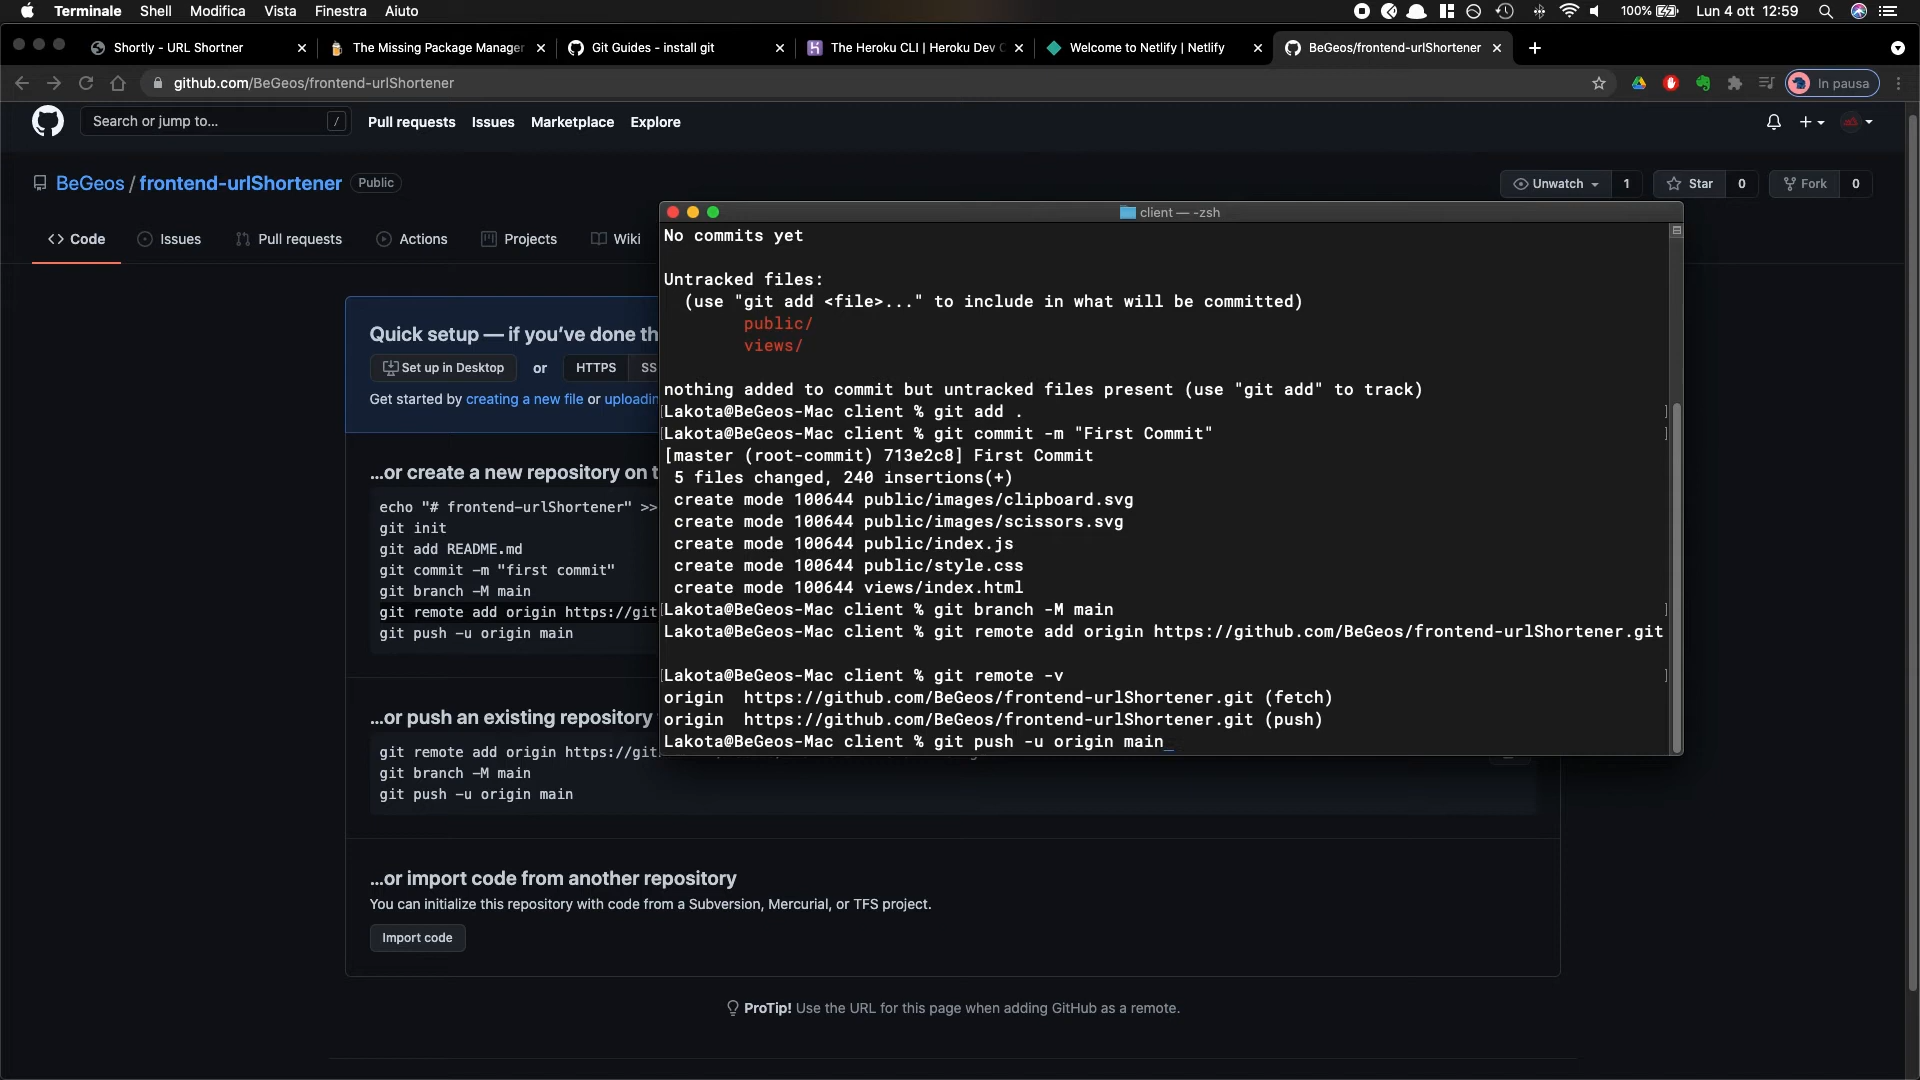 Terminale Shell Modifica Vista Finestra Aiuto 100% Lun 4 ott 12:59
Shortly - URL Shortner
The Missing Package Manager
Git Guides - install git
The Heroku CLI | Heroku Dev C
Welcome to Netlify | Netlify
BeGeos/frontend-urlShortener
github.com/BeGeos/frontend-urlShortener
In pausa
Search or jump to... /
Pull requests Issues Marketplace Explore
BeGeos / frontend-urlShortener Public
Unwatch 1 Star 0 Fork 0
Code Issues Pull requests Actions Projects Wiki
Quick setup — if you’ve done th
Set up in Desktop or HTTPS SS
Get started by creating a new file or uploadin
...or create a new repository on t
echo "# frontend-urlShortener" >>
git init
git add README.md
git commit -m "first commit"
git branch -M main
git remote add origin https://git
git push -u origin main
...or push an existing repository
git remote add origin https://git
git branch -M main
git push -u origin main
...or import code from another repository
You can initialize this repository with code from a Subversion, Mercurial, or TFS project.
Import code
ProTip! Use the URL for this page when adding GitHub as a remote.
client — -zsh
No commits yet
Untracked files:
(use "git add <file>..." to include in what will be committed)
public/
views/
nothing added to commit but untracked files present (use "git add" to track)
[Lakota@BeGeos-Mac client % git add . ]
[Lakota@BeGeos-Mac client % git commit -m "First Commit" ]
[master (root-commit) 713e2c8] First Commit
5 files changed, 240 insertions(+)
create mode 100644 public/images/clipboard.svg
create mode 100644 public/images/scissors.svg
create mode 100644 public/index.js
create mode 100644 public/style.css
create mode 100644 views/index.html
[Lakota@BeGeos-Mac client % git branch -M main ]
Lakota@BeGeos-Mac client % git remote add origin https://github.com/BeGeos/frontend-urlShortener.git
[Lakota@BeGeos-Mac client % git remote -v ]
origin https://github.com/BeGeos/frontend-urlShortener.git (fetch)
origin https://github.com/BeGeos/frontend-urlShortener.git (push)
Lakota@BeGeos-Mac client % git push -u origin main_